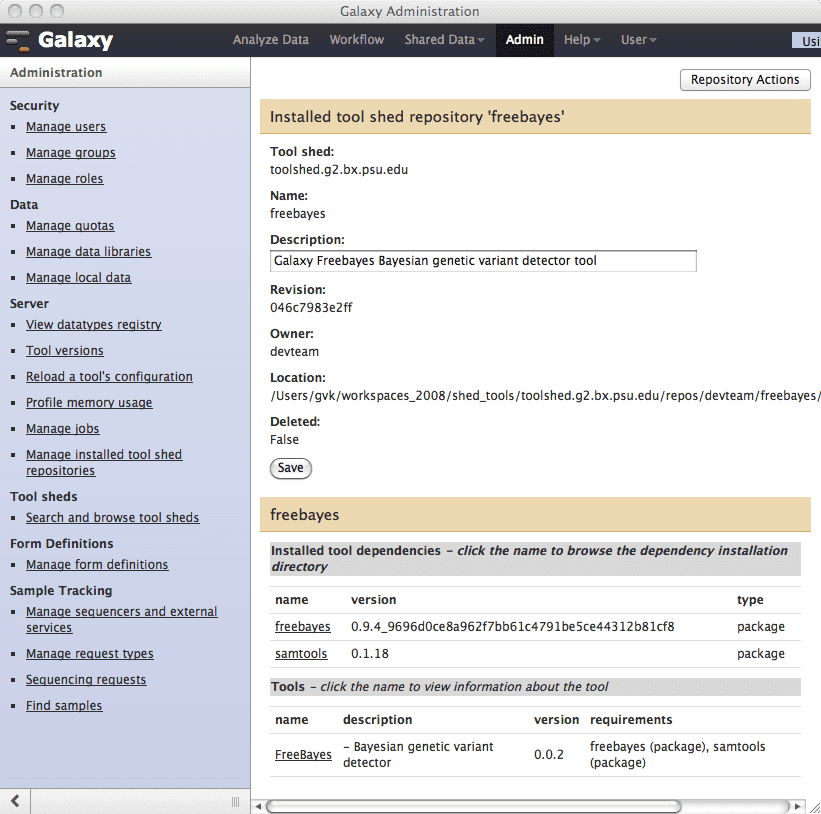 Galaxy Administration
Galaxy
Analyze Data Workflow Shared Data Admin Help User Usi
Administration
Security
Manage users
Manage groups
Manage roles
Data
Manage quotas
Manage data libraries
Manage local data
Server
View datatypes registry
Tool versions
Reload a tool's configuration
Profile memory usage
Manage jobs
Manage installed tool shed
repositories
Tool sheds
Search and browse tool sheds
Form Definitions
Manage form definitions
Sample Tracking
Manage sequencers and external
services
Manage request types
Sequencing requests
Find samples
Repository Actions
Installed tool shed repository 'freebayes'
Tool shed:
toolshed.g2.bx.psu.edu
Name:
freebayes
Description:
Galaxy Freebayes Bayesian genetic variant detector tool
Revision:
046c7983e2ff
Owner:
devteam
Location:
/Users/gvk/workspaces_2008/shed_tools/toolshed.g2.bx.psu.edu/repos/devteam/freebayes/
Deleted:
False
Save
freebayes
Installed tool dependencies - click the name to browse the dependency installation
directory
name version type
freebayes 0.9.4_9696d0ce8a962f7bb61c4791be5ce44312b81cf8 package
samtools 0.1.18 package
Tools - click the name to view information about the tool
name description version requirements
FreeBayes - Bayesian genetic variant 0.0.2 freebayes (package), samtools
detector (package)